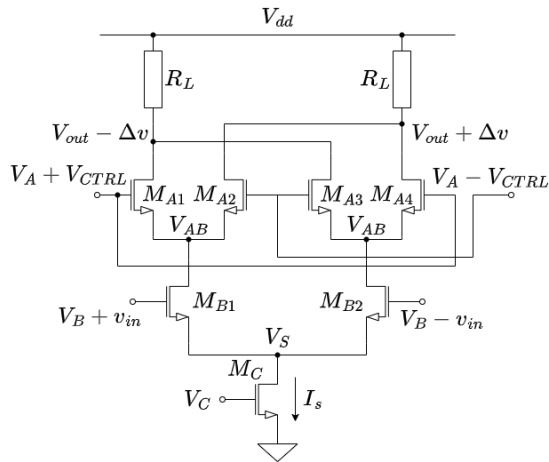 V_{dd}
R_L R_L
V_{out} − Δv V_{out} + Δv
V_A + V_{CTRL} M_{A1} M_{A2} M_{A3} M_{A4} V_A − V_{CTRL}
V_{AB} V_{AB}
V_B + v_{in} M_{B1} M_{B2} V_B − v_{in}
V_S
M_C
V_C I_s